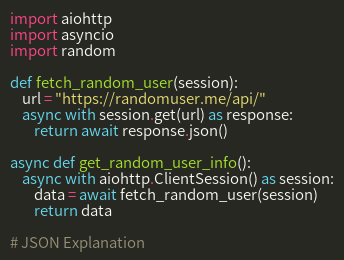 import aiohttp
import asyncio
import random

def fetch_random_user(session):
    url = "https://randomuser.me/api/"
    async with session.get(url) as response:
        return await response.json()

async def get_random_user_info():
    async with aiohttp.ClientSession() as session:
        data = await fetch_random_user(session)
        return data

# JSON Explanation